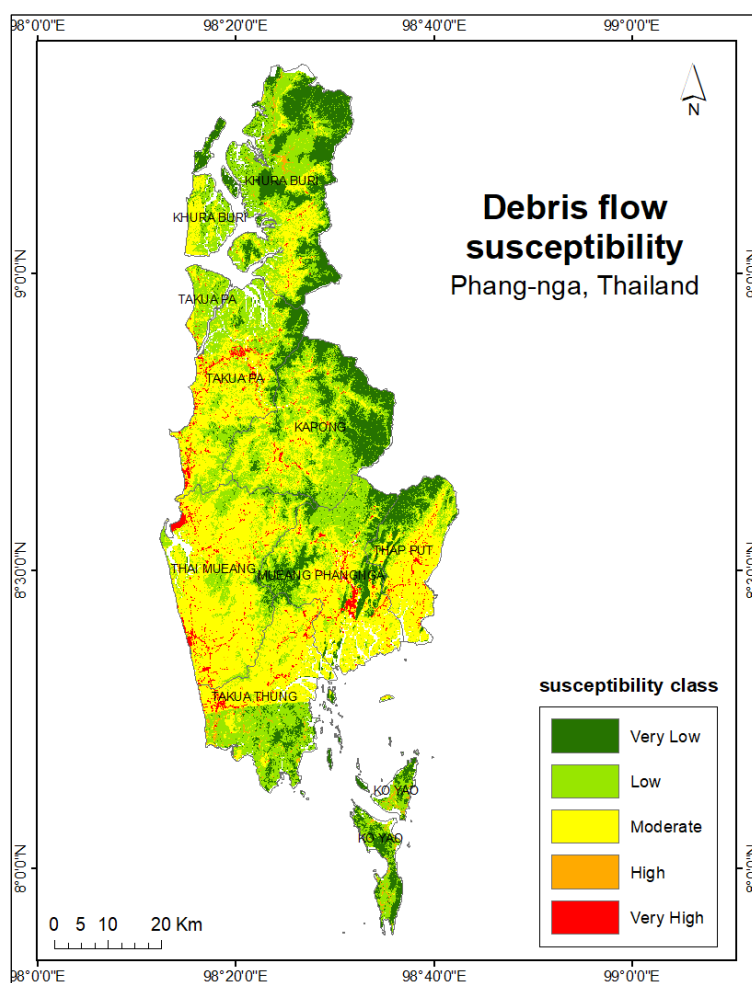 98°0'0"E 98°20'0"E 98°40'0"E 99°0'0"E
N
Debris flow
susceptibility
Phang-nga, Thailand
KHURA BURI
KHURA BURI
9°0'0"N
9°0'0"N
TAKUA PA
TAKUA PA
KAPONG
THAP PUT
THAI MUEANG
MUEANG PHANGNGA
8°30'0"N
8°30'0"N
TAKUA THUNG
KO YAO
KO YAO
8°0'0"N
8°0'0"N
susceptibility class
Very Low
Low
Moderate
High
Very High
0 5 10 20 Km
98°0'0"E 98°20'0"E 98°40'0"E 99°0'0"E